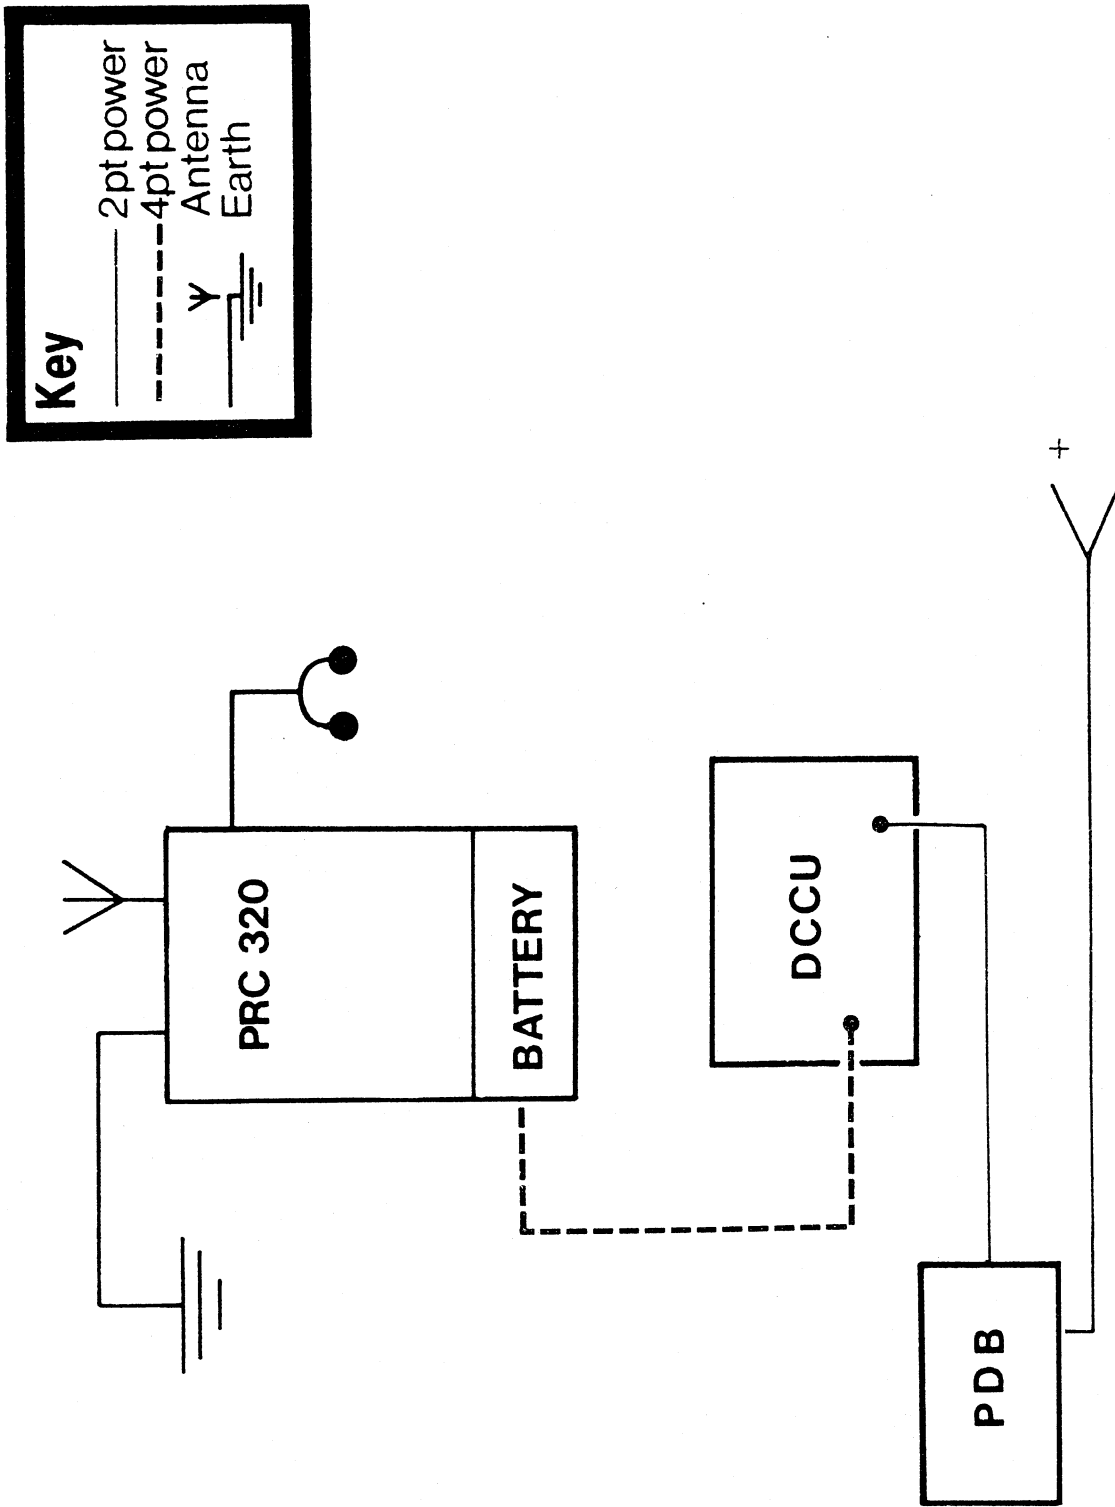 Key
2pt power
4pt power
Antenna
Earth
PRC 320
BATTERY
DCCU
PDB
+